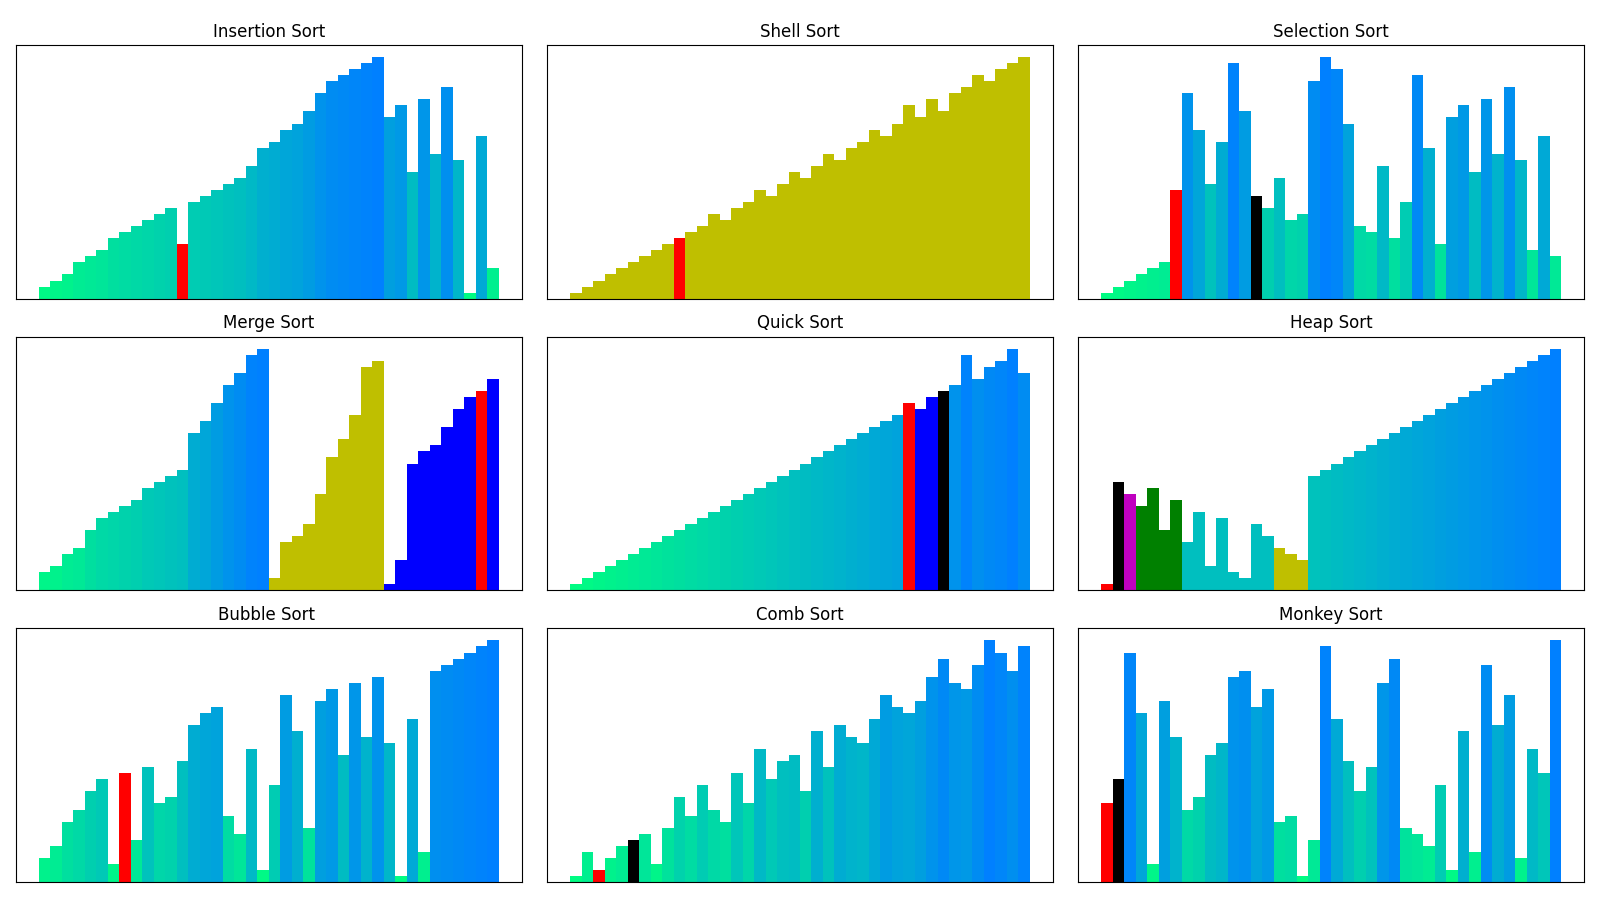 Insertion Sort
Shell Sort
Selection Sort
Merge Sort
Quick Sort
Heap Sort
Bubble Sort
Comb Sort
Monkey Sort